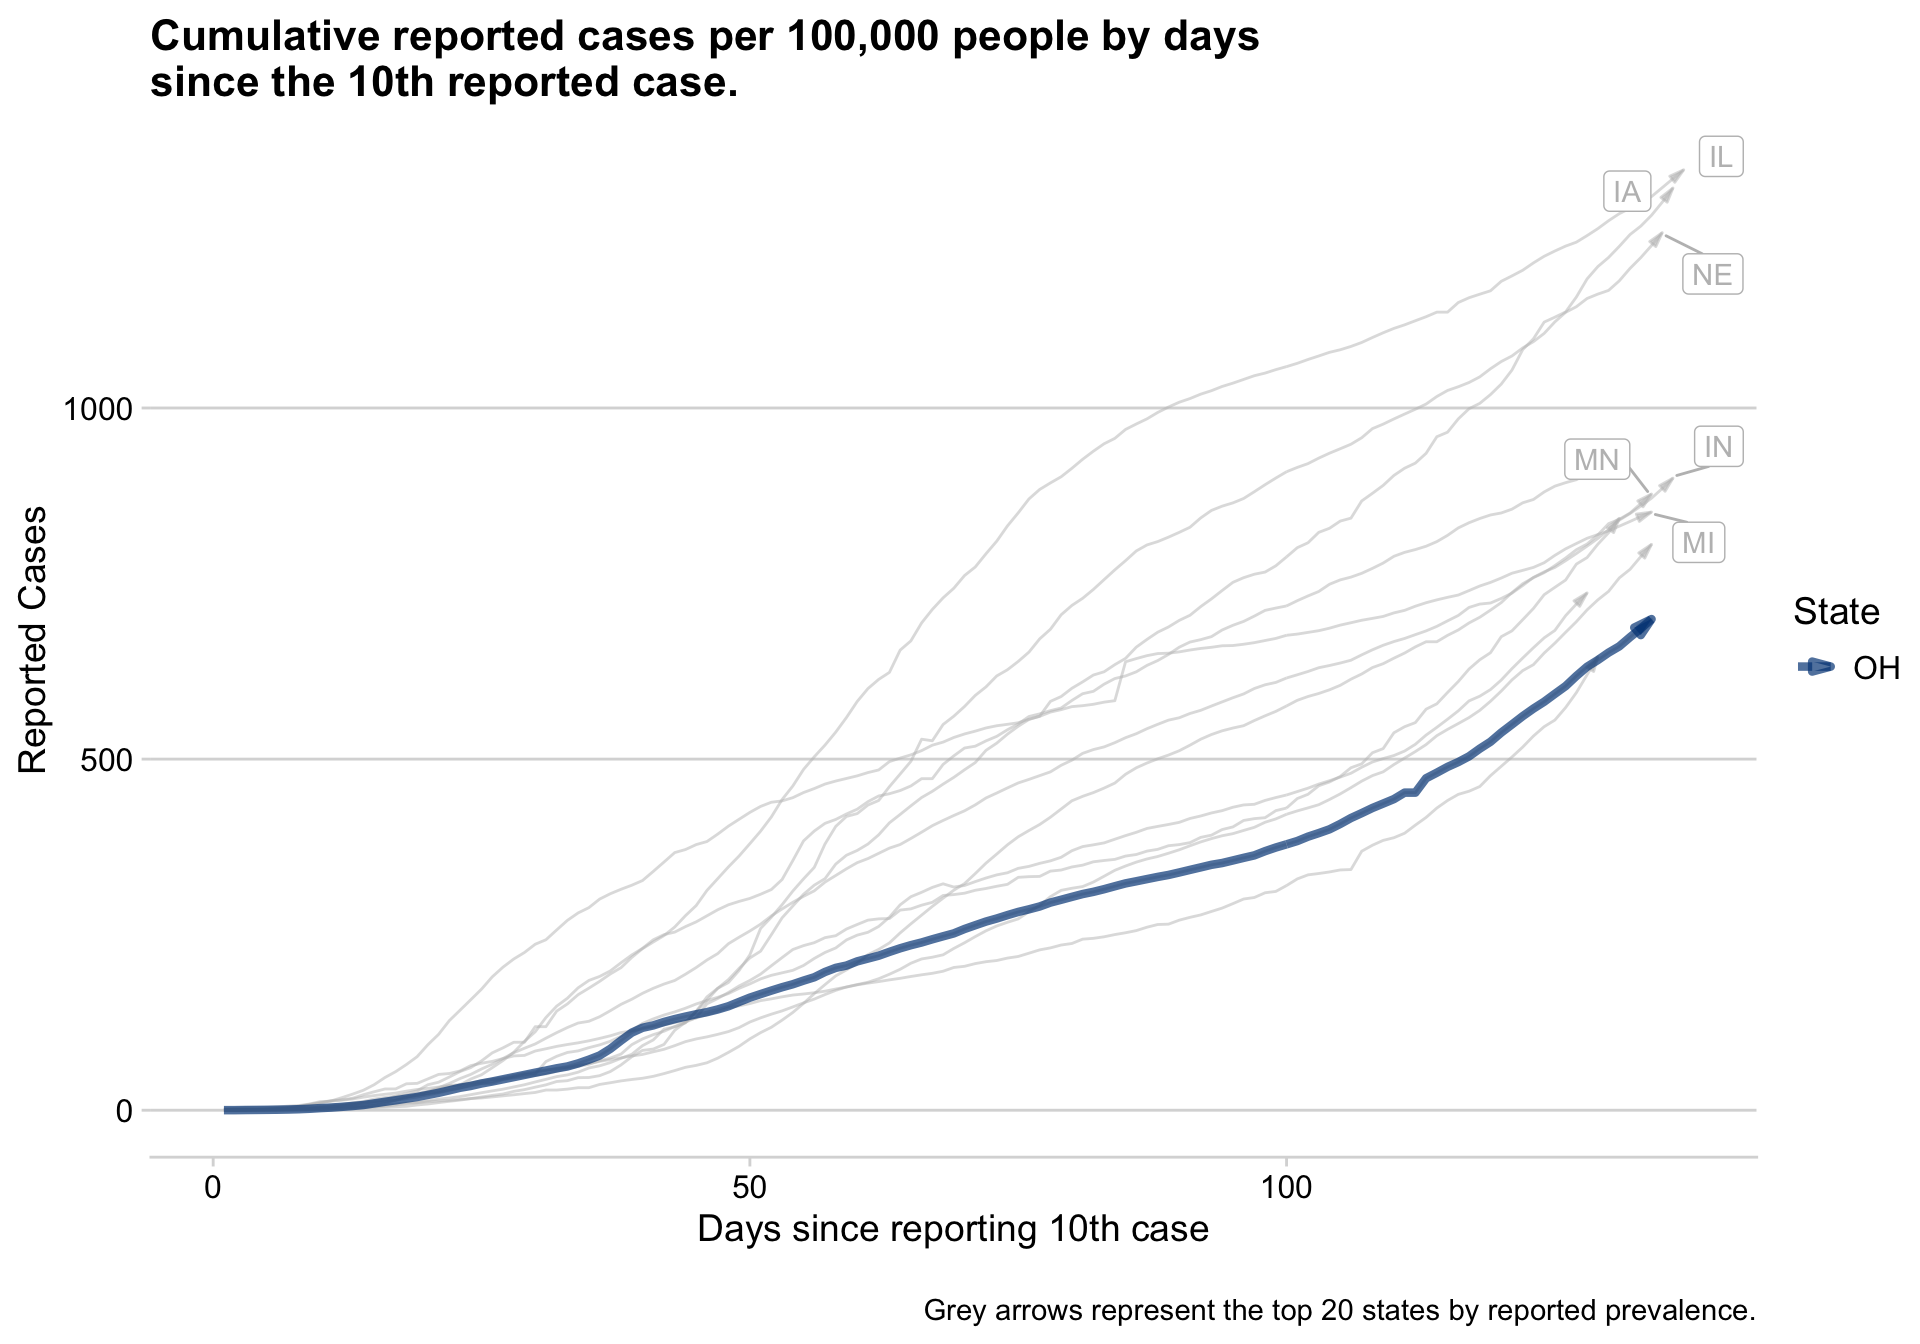 Cumulative reported cases per 100,000 people by days
since the 10th reported case.
IL
IA
NE
1000
IN
MN
MI
Reported Cases
State
OH
500
0
0 50 100
Days since reporting 10th case
Grey arrows represent the top 20 states by reported prevalence.